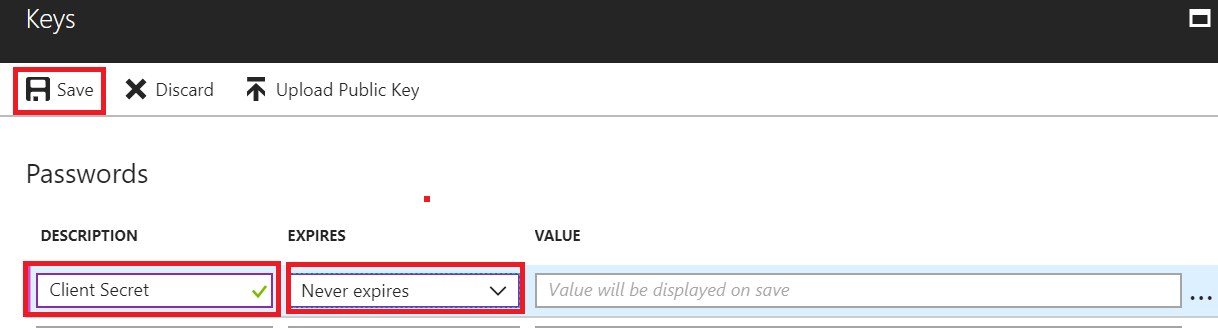 Keys
Save Discard Upload Public Key
Passwords
DESCRIPTION EXPIRES VALUE
Client Secret Never expires Value will be displayed on save ...